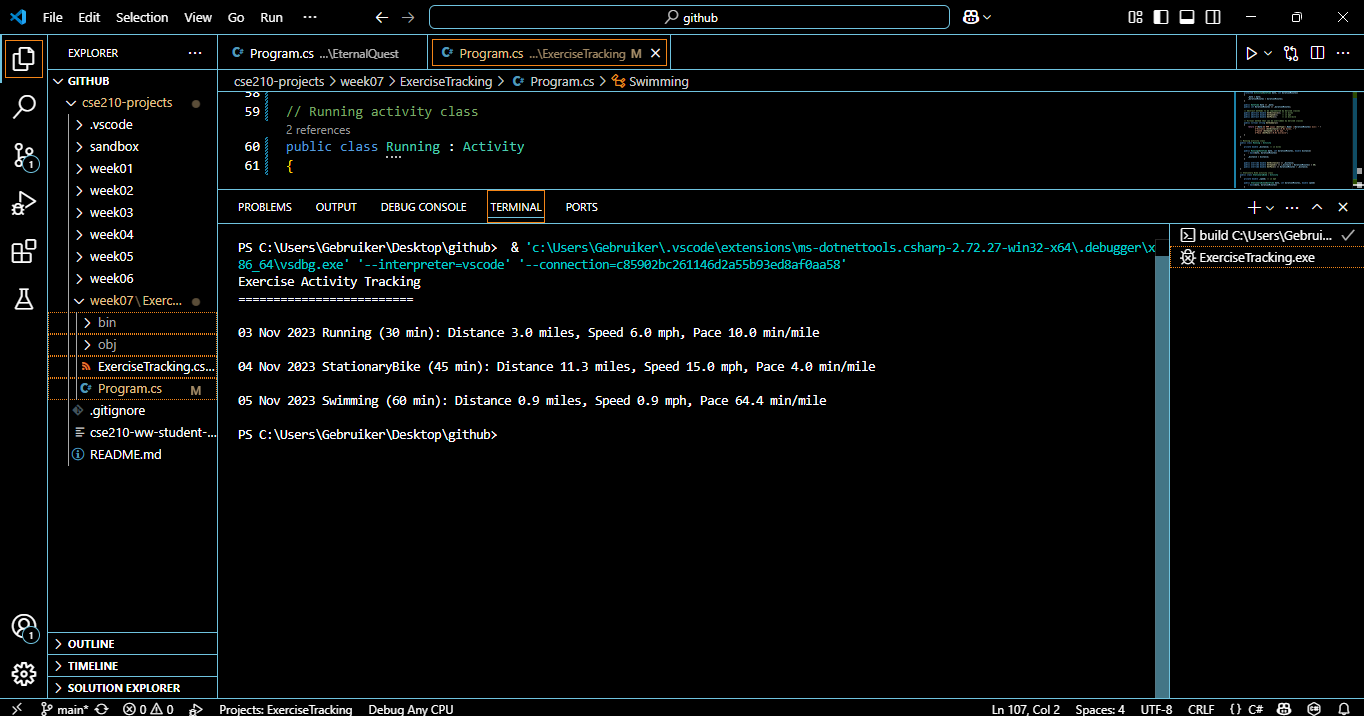 File Edit Selection View Go Run ··· github
EXPLORER ···
GITHUB
cse210-projects
.vscode
sandbox
week01
week02
week03
week04
week05
week06
week07\Exerc...
bin
obj
ExerciseTracking.cs...
Program.cs M
.gitignore
cse210-ww-student-...
README.md
OUTLINE
TIMELINE
SOLUTION EXPLORER
Program.cs ...\EternalQuest Program.cs ...\ExerciseTracking M
cse210-projects > week07 > ExerciseTracking > Program.cs > Swimming
58
59 // Running activity class
2 references
60 public class Running : Activity
61 {
PROBLEMS OUTPUT DEBUG CONSOLE TERMINAL PORTS
PS C:\Users\Gebruiker\Desktop\github> & 'c:\Users\Gebruiker\.vscode\extensions\ms-dotnettools.csharp-2.72.27-win32-x64\.debugger\x
86_64\vsdbg.exe' '--interpreter=vscode' '--connection=c85902bc261146d2a55b93ed8af0aa58'
Exercise Activity Tracking
=========================
03 Nov 2023 Running (30 min): Distance 3.0 miles, Speed 6.0 mph, Pace 10.0 min/mile
04 Nov 2023 StationaryBike (45 min): Distance 11.3 miles, Speed 15.0 mph, Pace 4.0 min/mile
05 Nov 2023 Swimming (60 min): Distance 0.9 miles, Speed 0.9 mph, Pace 64.4 min/mile
PS C:\Users\Gebruiker\Desktop\github>
build C:\Users\Gebrui...
ExerciseTracking.exe
1
1
main* 0 0 Projects: ExerciseTracking Debug Any CPU Ln 107, Col 2 Spaces: 4 UTF-8 CRLF {} C#